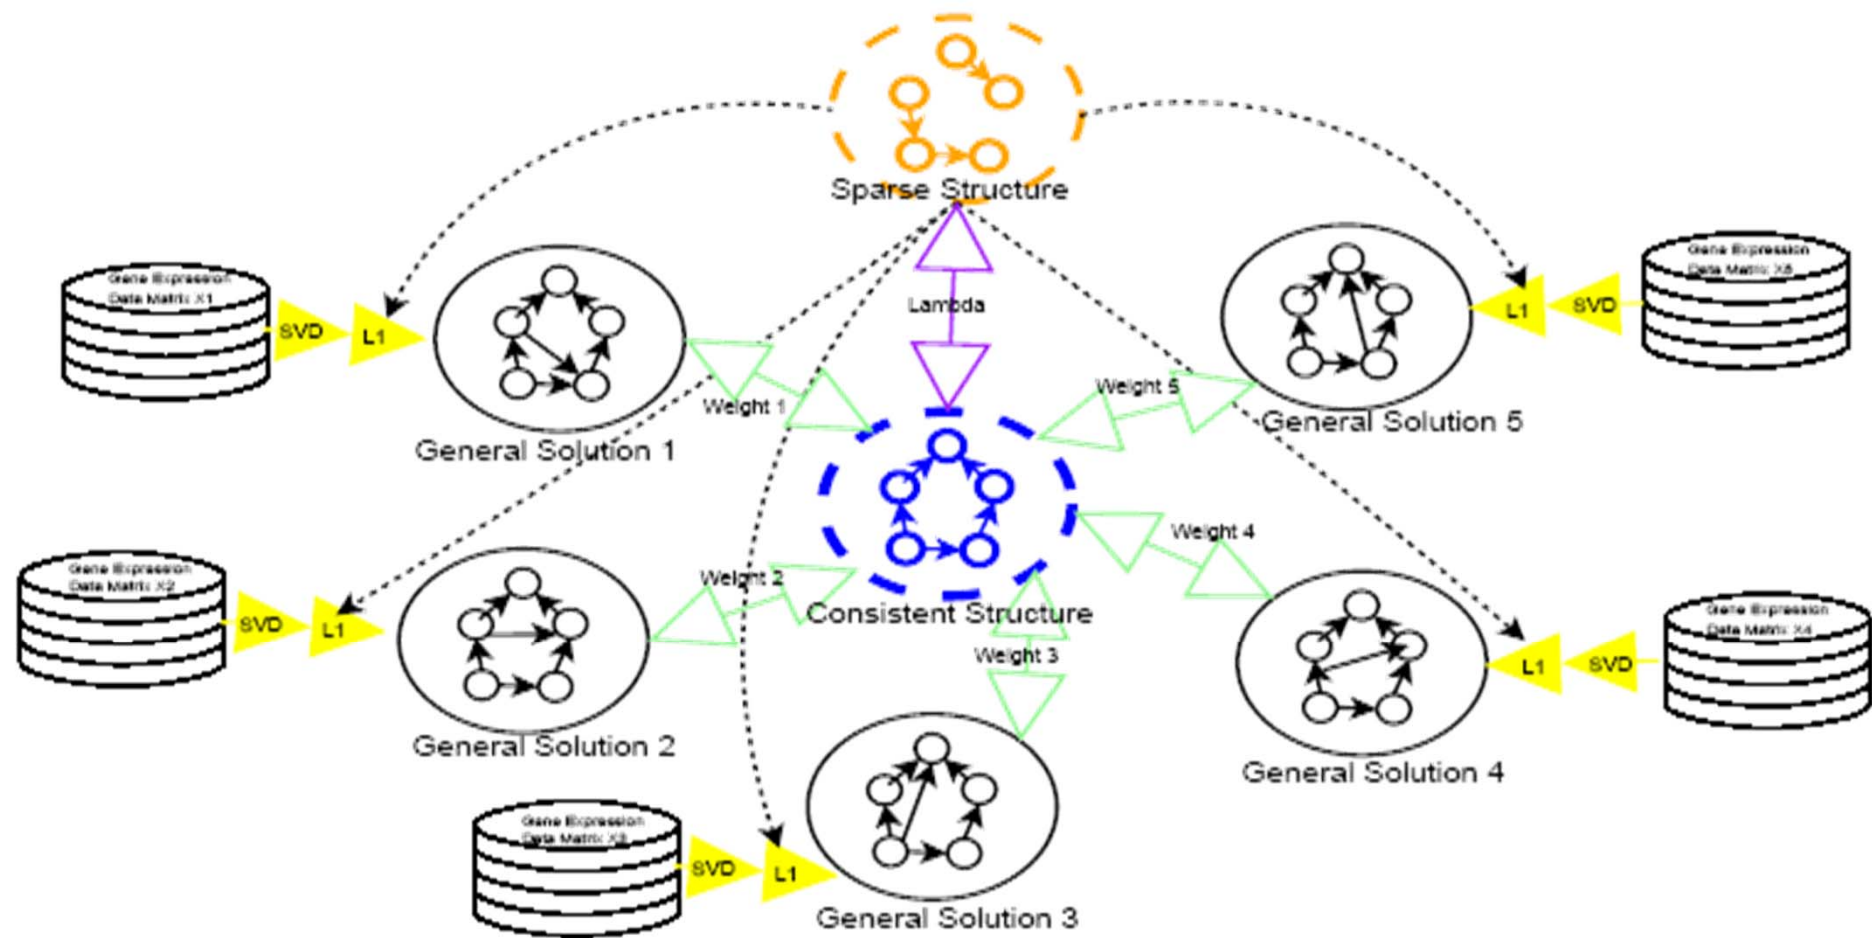 Sparse Structure
Gene Expression
Data Matrix X1
SVD
L1
Lambda
Gene Expression
Data Matrix X5
L1
SVD
Weight 1
Weight 5
General Solution 1
General Solution 5
Gene Expression
Data Matrix X2
SVD
L1
Weight 2
Weight 4
Consistent Structure
Gene Expression
Data Matrix X4
L1
SVD
Weight 3
General Solution 2
General Solution 4
Gene Expression
Data Matrix X3
SVD
L1
General Solution 3